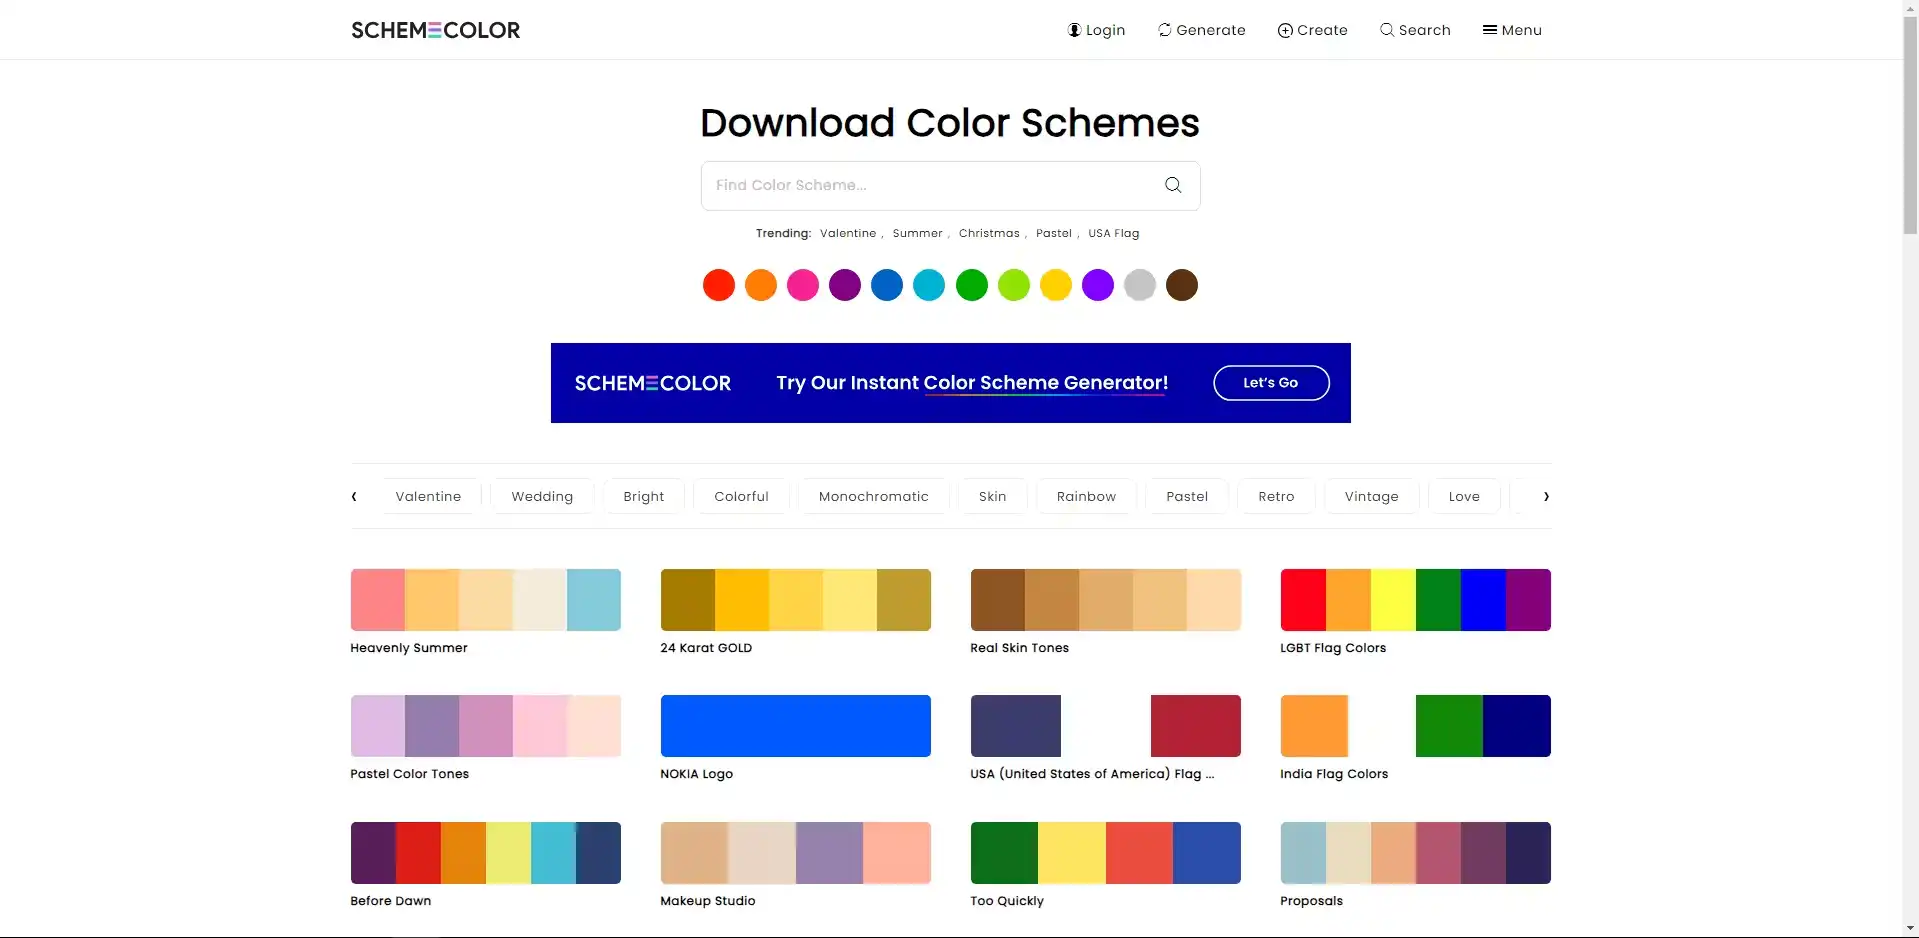 SCHEMECOLOR Login Generate Create Search Menu
Download Color Schemes
Find Color Scheme...
Trending: Valentine , Summer , Christmas , Pastel , USA Flag
SCHEMECOLOR Try Our Instant Color Scheme Generator! Let's Go
‹ Valentine Wedding Bright Colorful Monochromatic Skin Rainbow Pastel Retro Vintage Love ›
Heavenly Summer 24 Karat GOLD Real Skin Tones LGBT Flag Colors
Pastel Color Tones NOKIA Logo USA (United States of America) Flag ... India Flag Colors
Before Dawn Makeup Studio Too Quickly Proposals